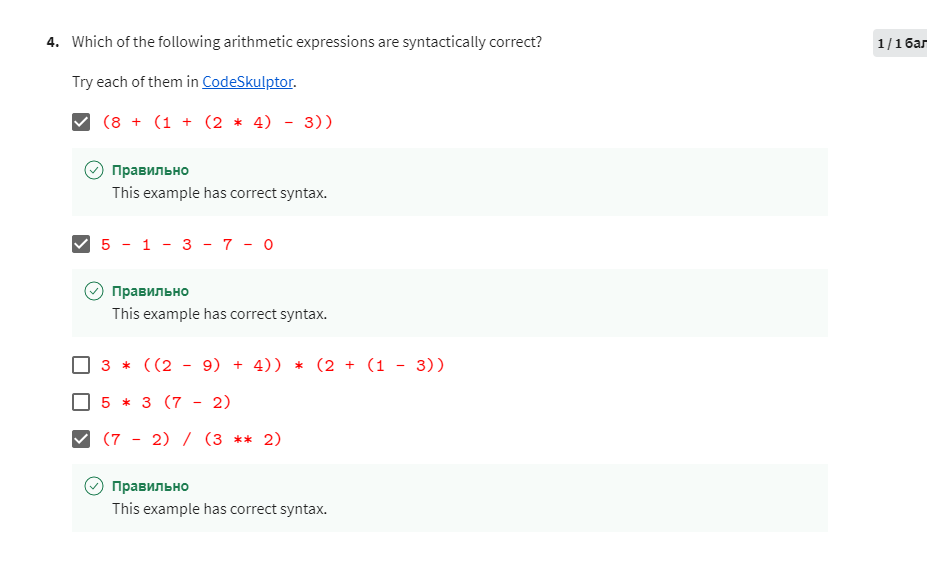 4. Which of the following arithmetic expressions are syntactically correct?
1 / 1 бал
Try each of them in CodeSkulptor.
(8 + (1 + (2 * 4) - 3))
Правильно
This example has correct syntax.
5 - 1 - 3 - 7 - 0
Правильно
This example has correct syntax.
3 * ((2 - 9) + 4)) * (2 + (1 - 3))
5 * 3 (7 - 2)
(7 - 2) / (3 ** 2)
Правильно
This example has correct syntax.